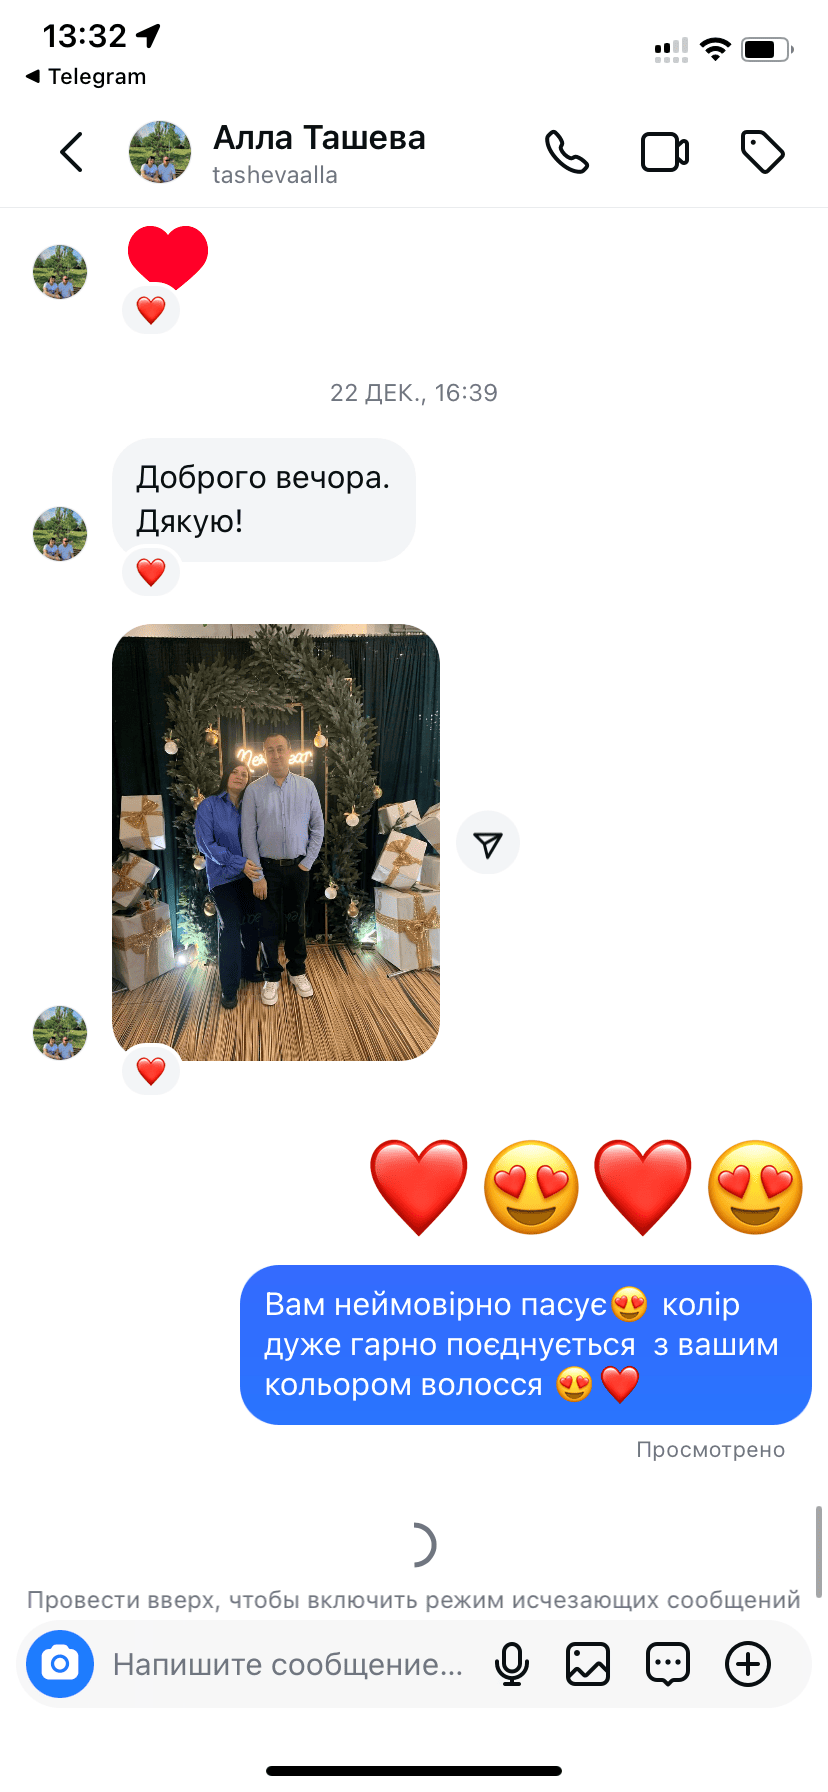 13:32
Telegram
Алла Ташева
tashevaalla
22 ДЕК., 16:39
Доброго вечора.
Дякую!
Вам неймовірно пасує😍 колір
дуже гарно поєднується з вашим
кольором волосся 😍❤️
Просмотрено
Провести вверх, чтобы включить режим исчезающих сообщений
Напишите сообщение...